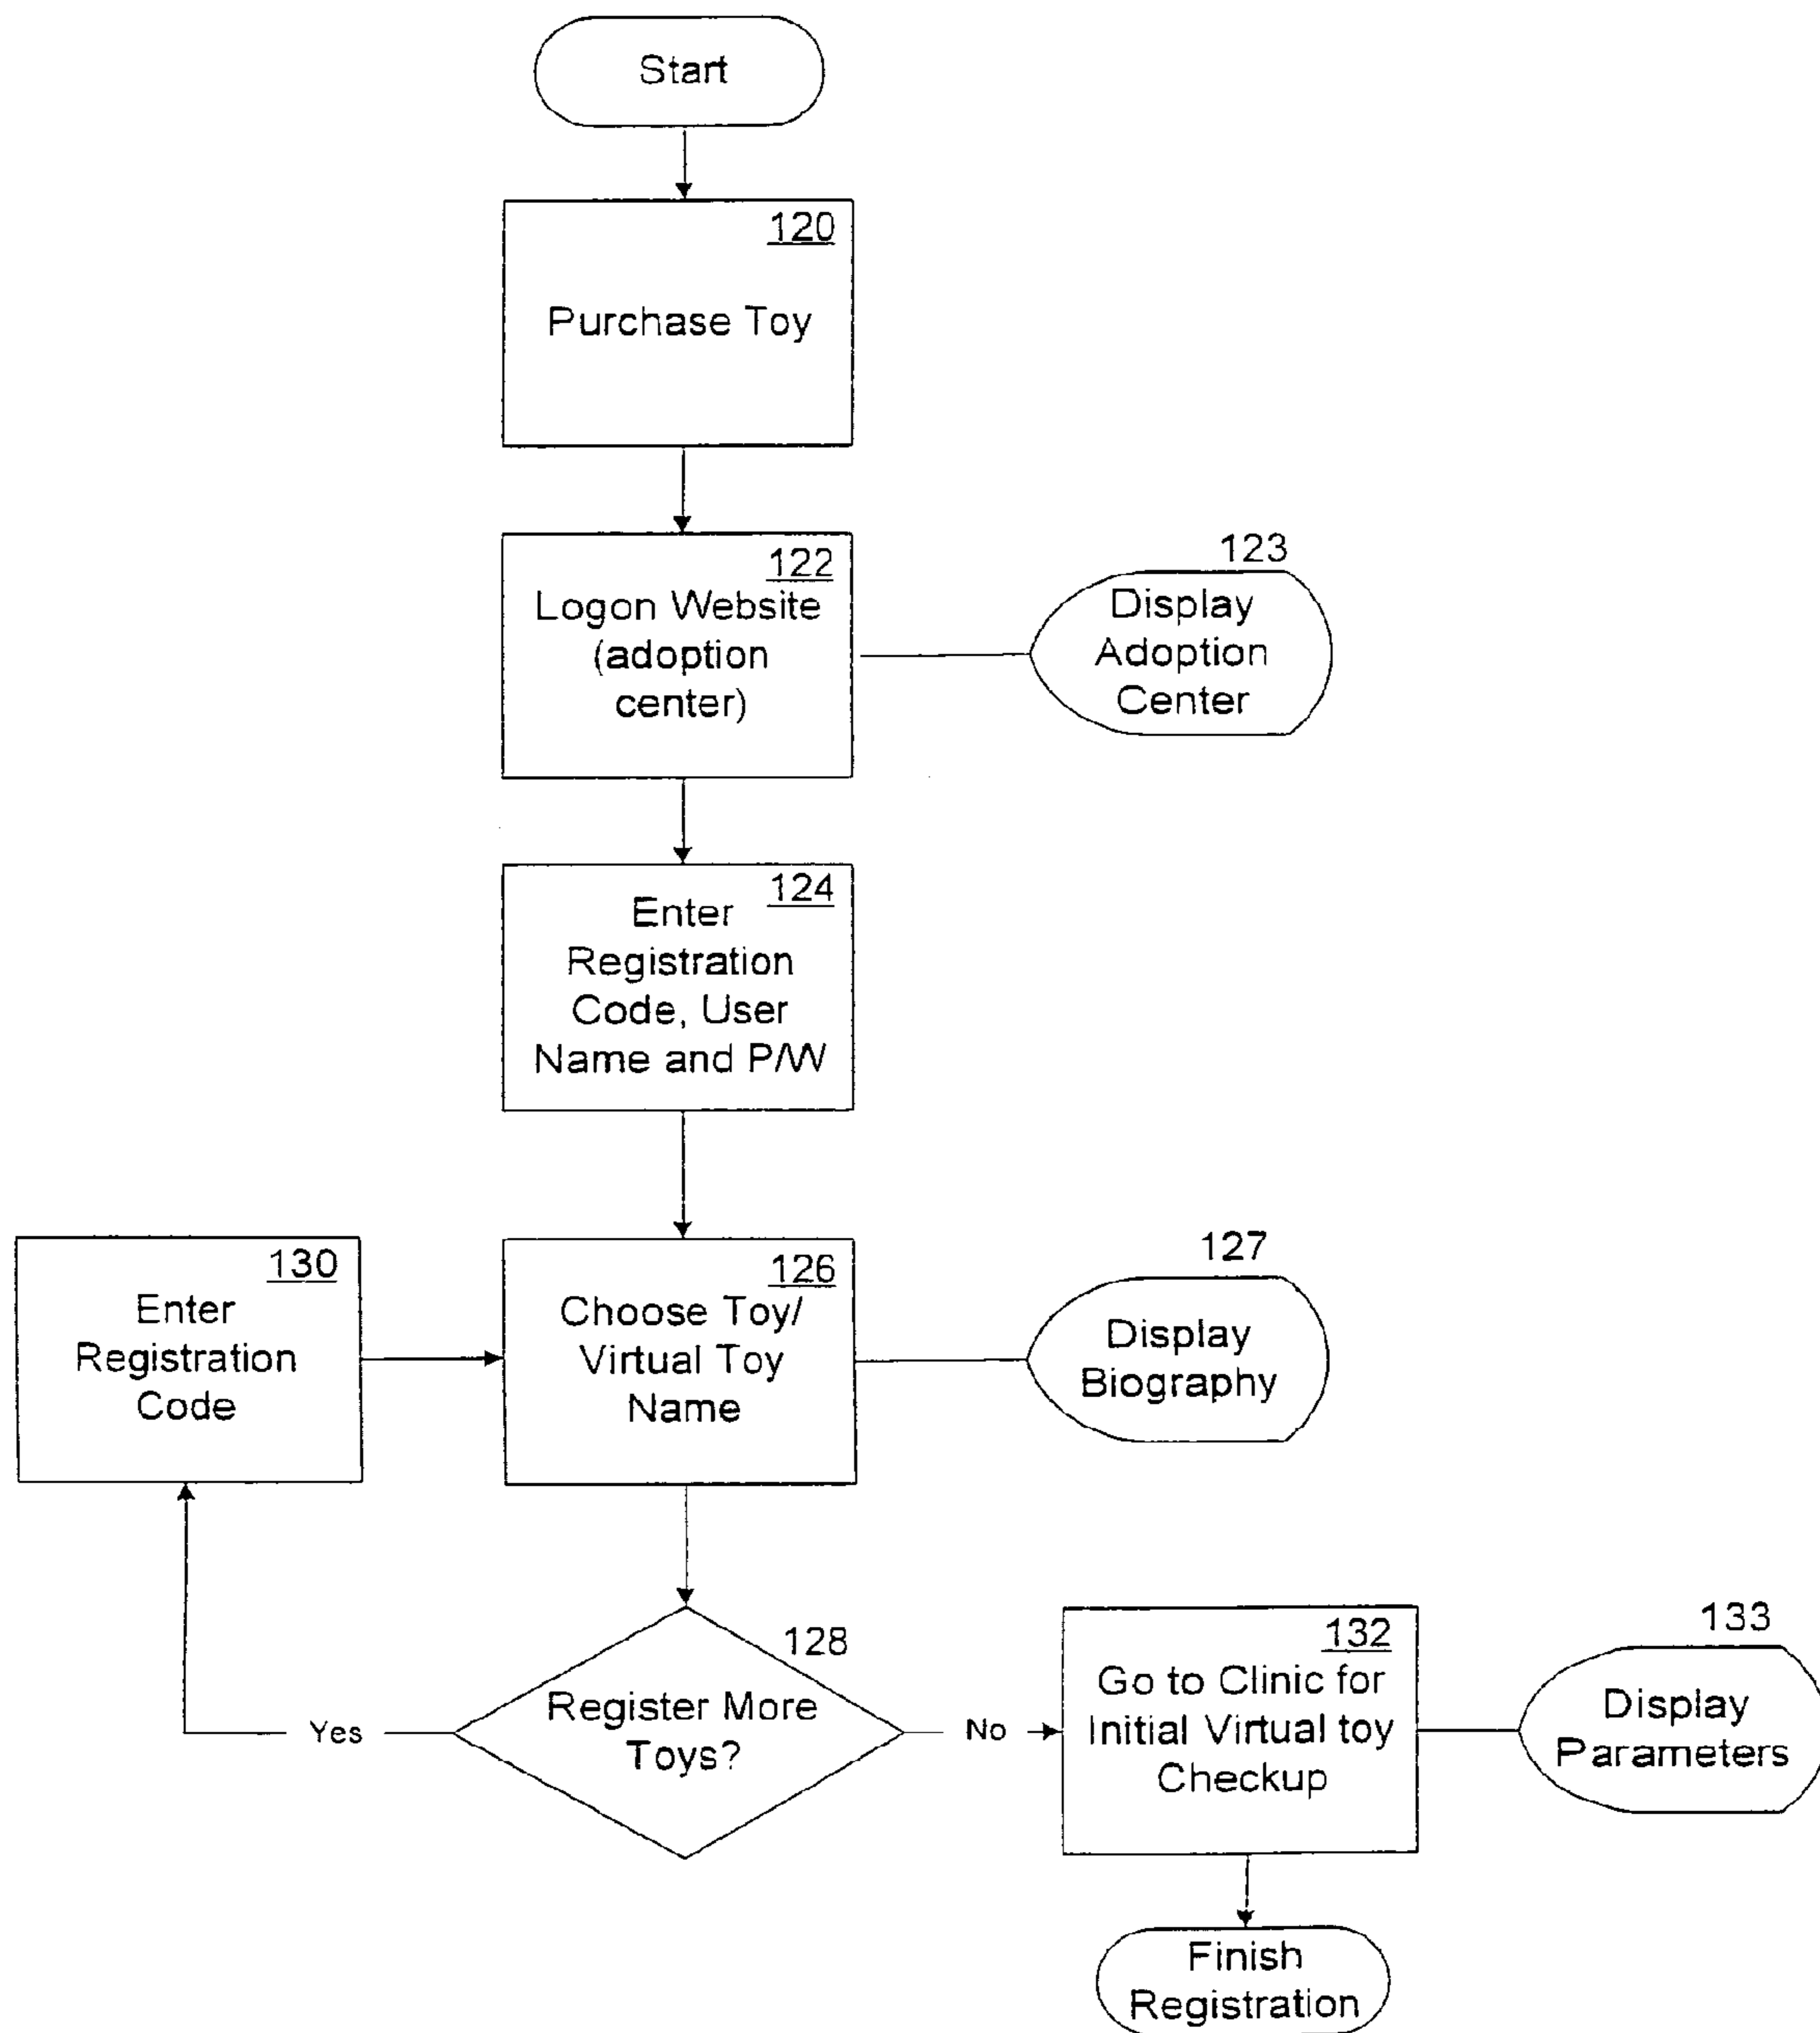 Start
120
Purchase Toy
122
Logon Website
(adoption
center)
123
Display
Adoption
Center
124
Enter
Registration
Code, User
Name and P/W
130
Enter
Registration
Code
126
Choose Toy/
Virtual Toy
Name
127
Display
Biography
128
Register More
Toys?
Yes
No
132
Go to Clinic for
Initial Virtual toy
Checkup
133
Display
Parameters
Finish
Registration